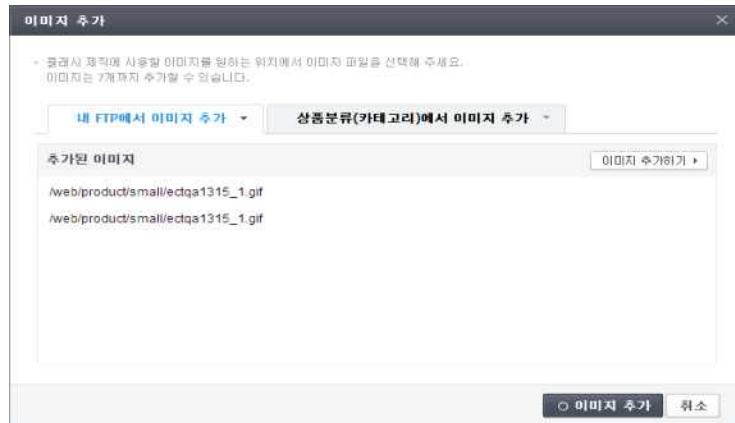 이미지 추가
플래시 제작에 사용할 이미지를 원하는 위치에서 이미지 파일을 선택해 주세요.
이미지는 7개까지 추가할 수 있습니다.
내 FTP에서 이미지 추가
상품분류(카테고리)에서 이미지 추가
추가된 이미지
이미지 추가하기
/web/product/small/ectqa1315_1.gif
/web/product/small/ectqa1315_1.gif
이미지 추가
취소